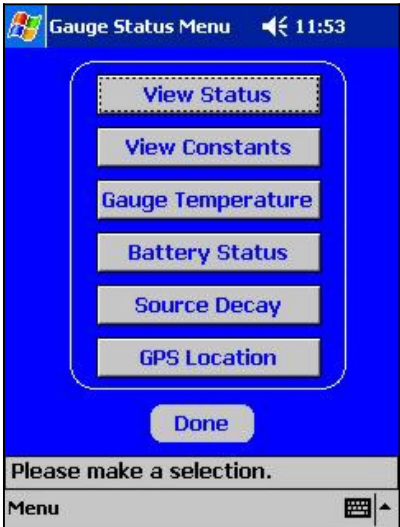 Gauge Status Menu 11:53
View Status
View Constants
Gauge Temperature
Battery Status
Source Decay
GPS Location
Done
Please make a selection.
Menu